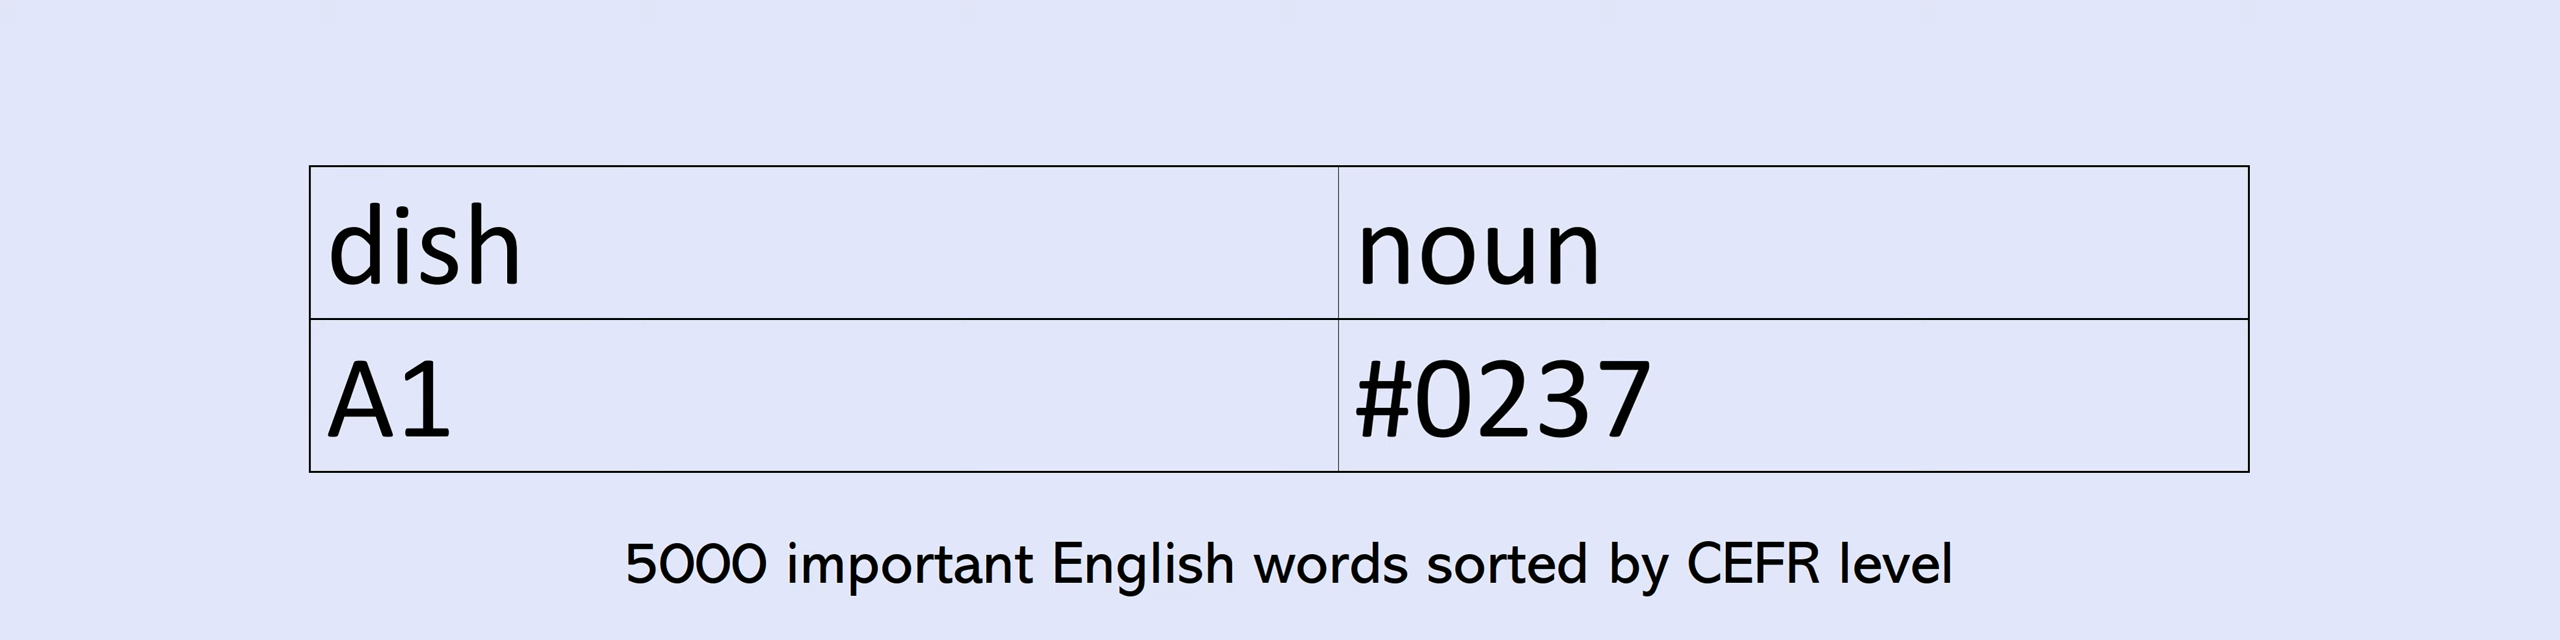 dish noun
A1 #0237
5000 important English words sorted by CEFR level